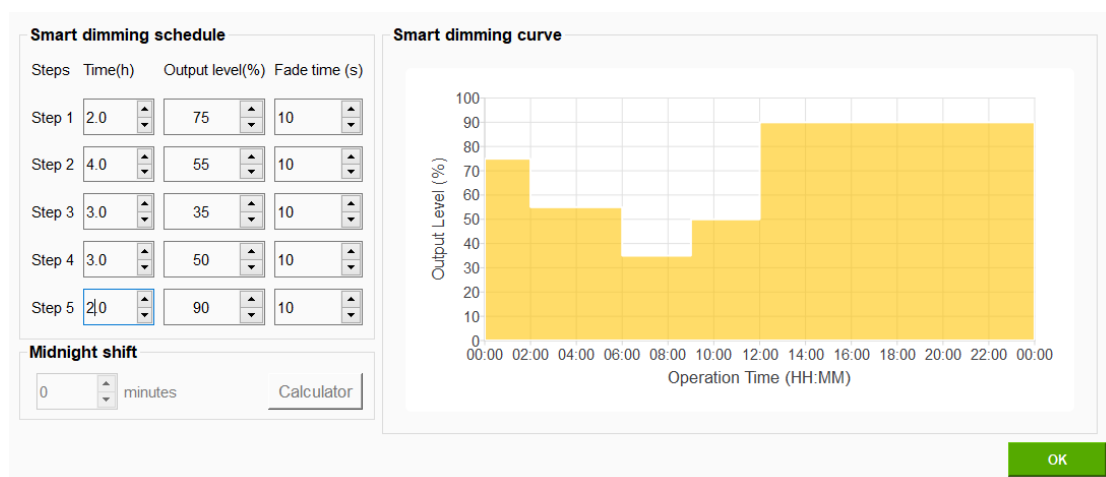 Smart dimming schedule
Steps Time(h) Output level(%) Fade time (s)
Step 1 2.0 75 10
Step 2 4.0 55 10
Step 3 3.0 35 10
Step 4 3.0 50 10
Step 5 2.0 90 10
Midnight shift
0 minutes Calculator
Smart dimming curve
100
90
80
70
60
50
40
30
20
10
0
Output Level (%)
00:00 02:00 04:00 06:00 08:00 10:00 12:00 14:00 16:00 18:00 20:00 22:00 00:00
Operation Time (HH:MM)
OK